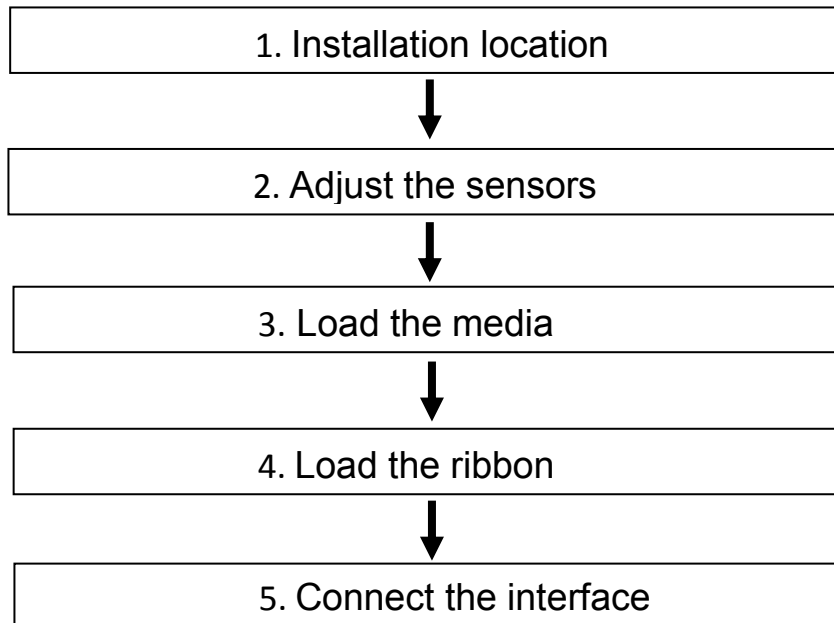 1. Installation location
2. Adjust the sensors
3. Load the media
4. Load the ribbon
5. Connect the interface